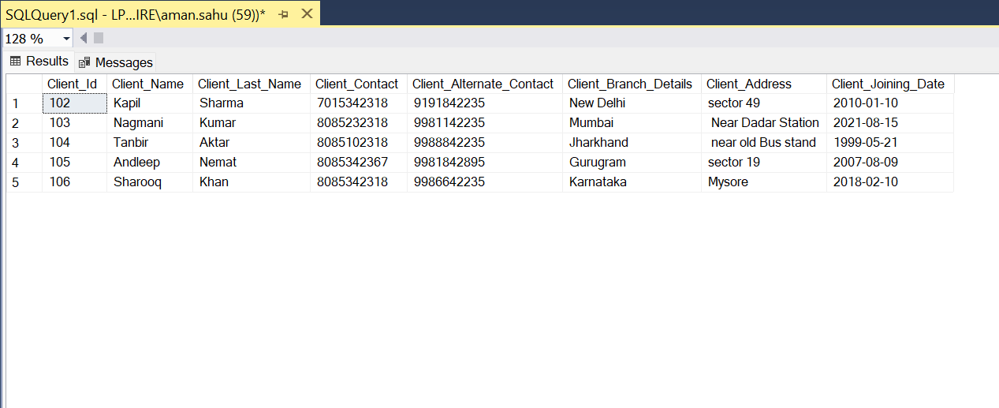 SQLQuery1.sql - LP...IRE\aman.sahu (59))*
128 %
Results Messages
Client_Id Client_Name Client_Last_Name Client_Contact Client_Alternate_Contact Client_Branch_Details Client_Address Client_Joining_Date
1 102 Kapil Sharma 7015342318 9191842235 New Delhi sector 49 2010-01-10
2 103 Nagmani Kumar 8085232318 9981142235 Mumbai Near Dadar Station 2021-08-15
3 104 Tanbir Aktar 8085102318 9988842235 Jharkhand near old Bus stand 1999-05-21
4 105 Andleep Nemat 8085342367 9981842895 Gurugram sector 19 2007-08-09
5 106 Sharooq Khan 8085342318 9986642235 Karnataka Mysore 2018-02-10